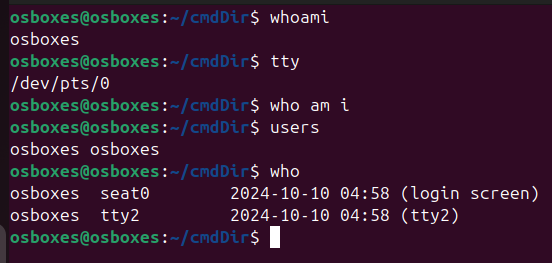 osboxes@osboxes:~/cmdDir$ whoami
osboxes
osboxes@osboxes:~/cmdDir$ tty
/dev/pts/0
osboxes@osboxes:~/cmdDir$ who am i
osboxes@osboxes:~/cmdDir$ users
osboxes osboxes
osboxes@osboxes:~/cmdDir$ who
osboxes  seat0        2024-10-10 04:58 (login screen)
osboxes  tty2         2024-10-10 04:58 (tty2)
osboxes@osboxes:~/cmdDir$